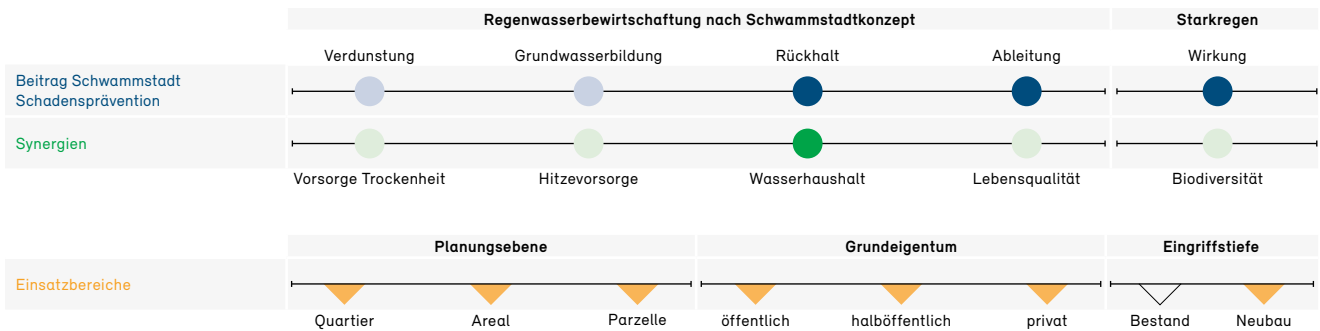 Regenwasserbewirtschaftung nach Schwammstadtkonzept Starkregen
Verdunstung Grundwasserbildung Rückhalt Ableitung Wirkung
Beitrag Schwammstadt
Schadensprävention
Synergien
Vorsorge Trockenheit Hitzevorsorge Wasserhaushalt Lebensqualität Biodiversität
Planungsebene Grundeigentum Eingriffstiefe
Einsatzbereiche
Quartier Areal Parzelle öffentlich halböffentlich privat Bestand Neubau